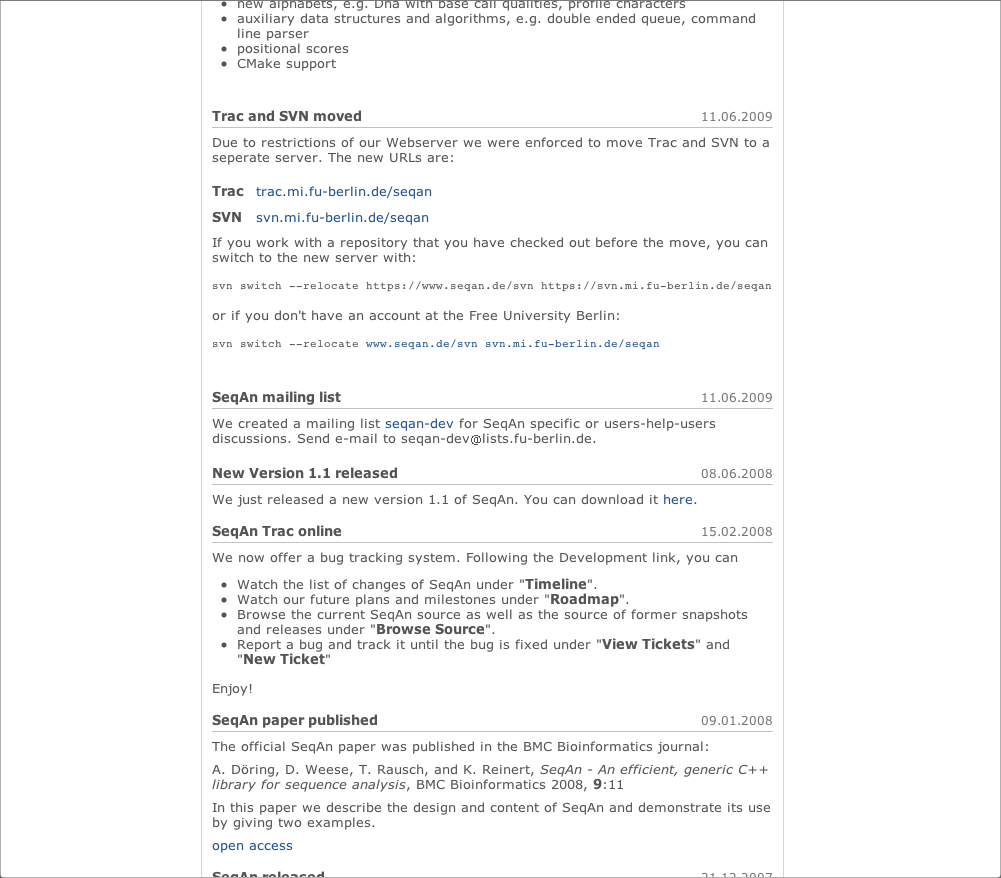 new alphabets, e.g. Dna with base call qualities, profile characters
auxiliary data structures and algorithms, e.g. double ended queue, command
line parser
positional scores
CMake support
Trac and SVN moved 11.06.2009
Due to restrictions of our Webserver we were enforced to move Trac and SVN to a
seperate server. The new URLs are:
Trac trac.mi.fu-berlin.de/seqan
SVN svn.mi.fu-berlin.de/seqan
If you work with a repository that you have checked out before the move, you can
switch to the new server with:
svn switch --relocate https://www.seqan.de/svn https://svn.mi.fu-berlin.de/seqan
or if you don't have an account at the Free University Berlin:
svn switch --relocate www.seqan.de/svn svn.mi.fu-berlin.de/seqan
SeqAn mailing list 11.06.2009
We created a mailing list seqan-dev for SeqAn specific or users-help-users
discussions. Send e-mail to seqan-dev@lists.fu-berlin.de.
New Version 1.1 released 08.06.2008
We just released a new version 1.1 of SeqAn. You can download it here.
SeqAn Trac online 15.02.2008
We now offer a bug tracking system. Following the Development link, you can
Watch the list of changes of SeqAn under "Timeline".
Watch our future plans and milestones under "Roadmap".
Browse the current SeqAn source as well as the source of former snapshots
and releases under "Browse Source".
Report a bug and track it until the bug is fixed under "View Tickets" and
"New Ticket"
Enjoy!
SeqAn paper published 09.01.2008
The official SeqAn paper was published in the BMC Bioinformatics journal:
A. Döring, D. Weese, T. Rausch, and K. Reinert, SeqAn - An efficient, generic C++
library for sequence analysis, BMC Bioinformatics 2008, 9:11
In this paper we describe the design and content of SeqAn and demonstrate its use
by giving two examples.
open access
SeqAn released 21.12.2007